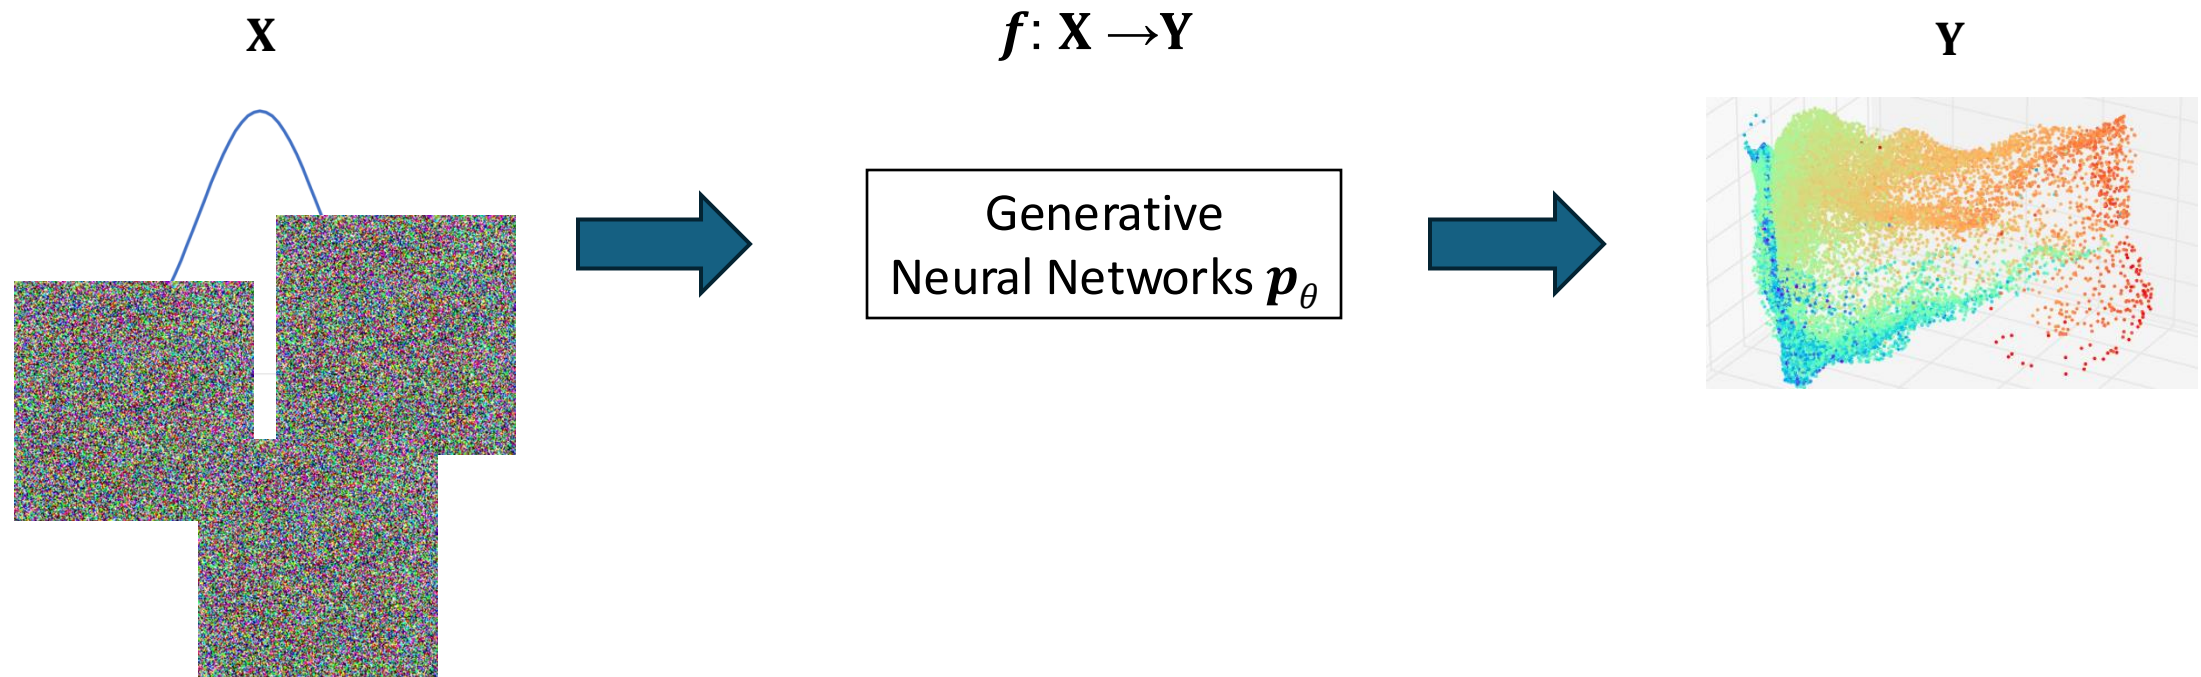 X
f: X →Y
Y
Generative
Neural Networks pθ